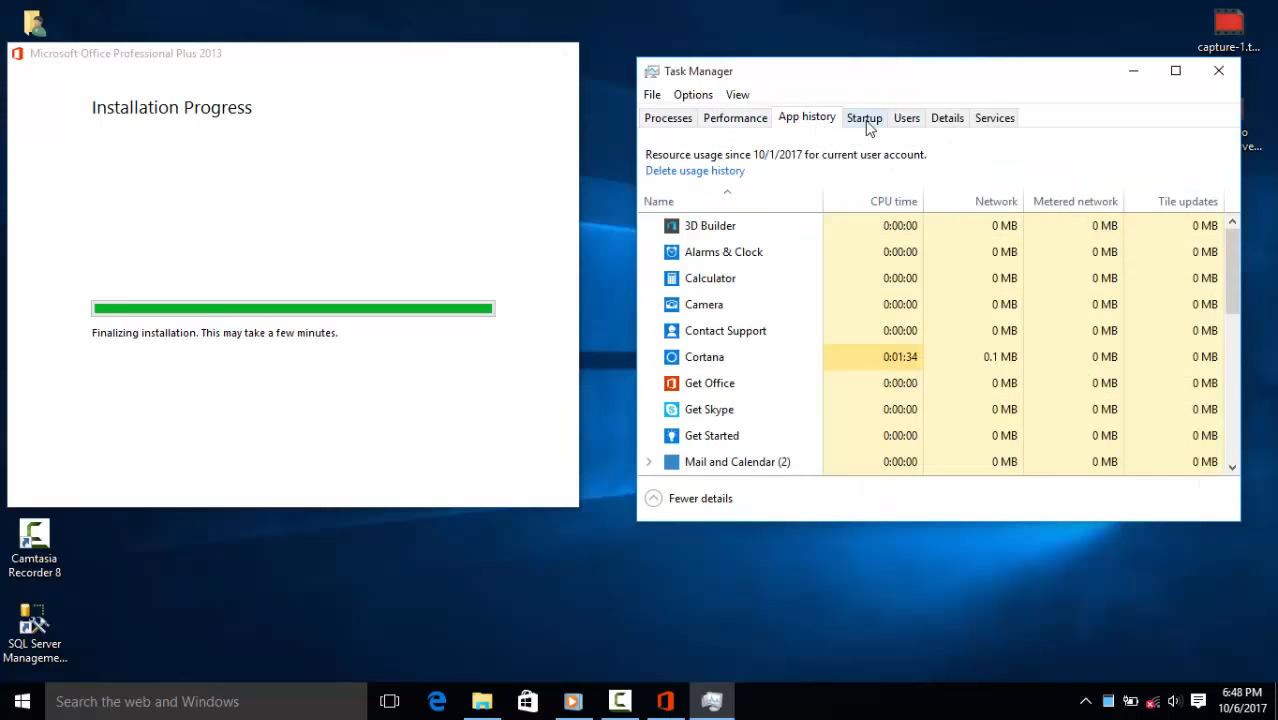 capture-1.t...
Microsoft Office Professional Plus 2013
Installation Progress
Finalizing installation. This may take a few minutes.
Task Manager
File Options View
Processes Performance App history Startup Users Details Services
Resource usage since 10/1/2017 for current user account.
Delete usage history
Name CPU time Network Metered network Tile updates
3D Builder 0:00:00 0 MB 0 MB 0 MB
Alarms & Clock 0:00:00 0 MB 0 MB 0 MB
Calculator 0:00:00 0 MB 0 MB 0 MB
Camera 0:00:00 0 MB 0 MB 0 MB
Contact Support 0:00:00 0 MB 0 MB 0 MB
Cortana 0:01:34 0.1 MB 0 MB 0 MB
Get Office 0:00:00 0 MB 0 MB 0 MB
Get Skype 0:00:00 0 MB 0 MB 0 MB
Get Started 0:00:00 0 MB 0 MB 0 MB
Mail and Calendar (2) 0:00:00 0 MB 0 MB 0 MB
Fewer details
Camtasia
Recorder 8
SQL Server
Manageme...
Search the web and Windows
6:48 PM
10/6/2017